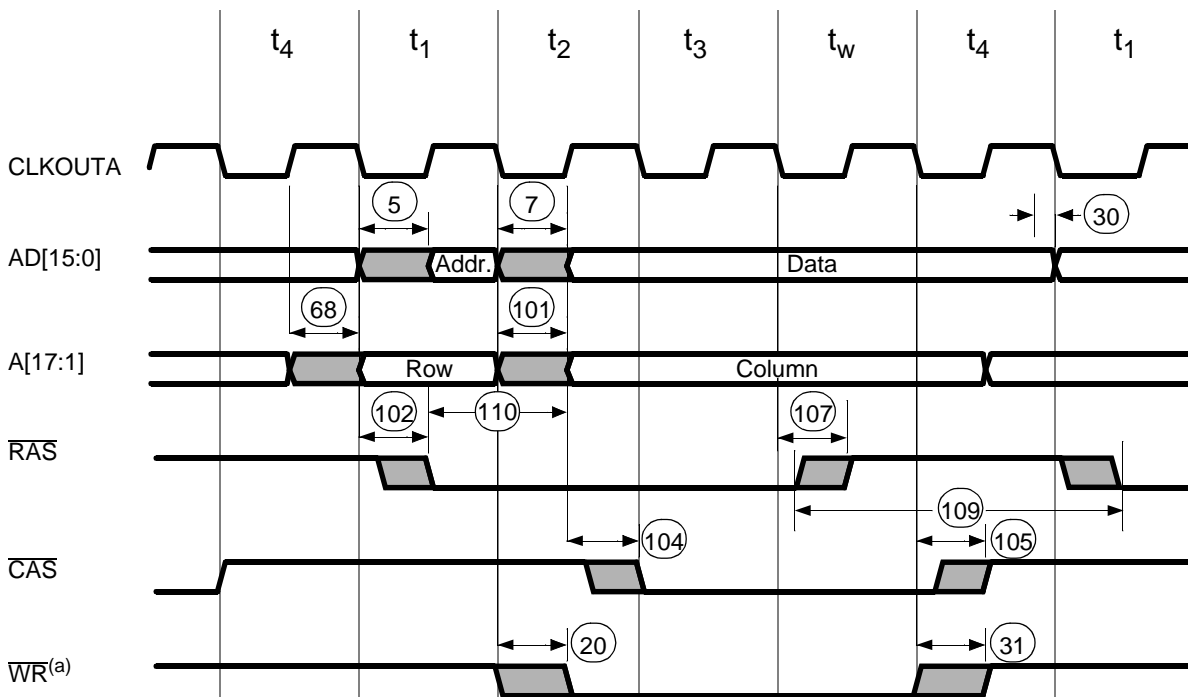 t4 t1 t2 t3 tw t4 t1
CLKOUTA
5 7 30
AD[15:0] Addr. Data
68 101
A[17:1] Row Column
102 110 107
RAS
109
104 105
CAS
20 31
WR(a)